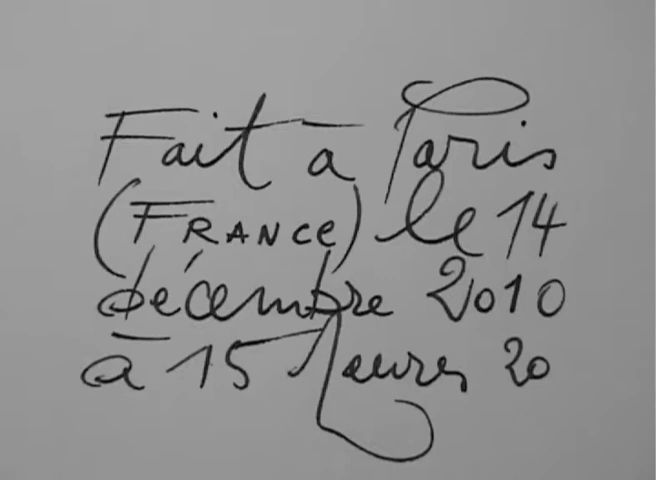 Fait à Paris
(FRANCE) le 14
décembre 2010
à 15 heures 20